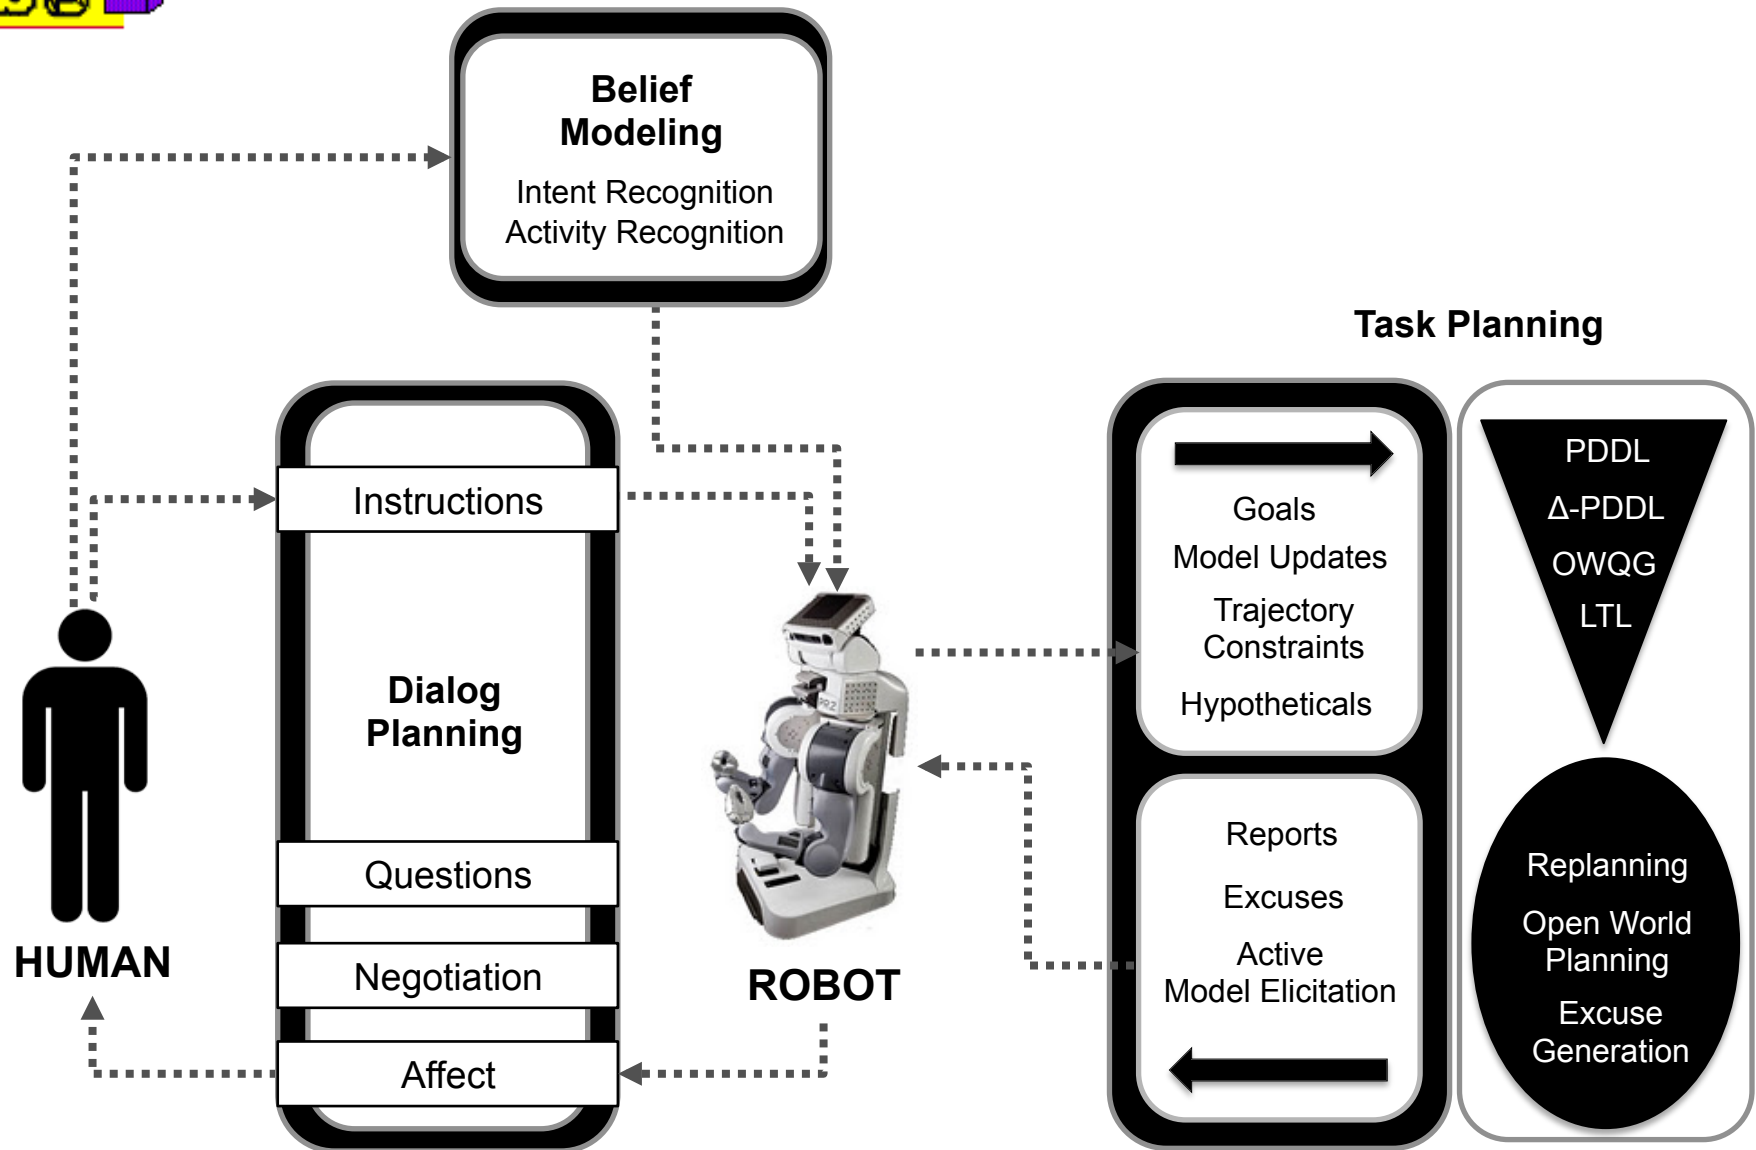 Belief
Modeling
Intent Recognition
Activity Recognition
Task Planning
Instructions
Dialog
Planning
Questions
Negotiation
Affect
HUMAN
PR2
ROBOT
Goals
Model Updates
Trajectory
Constraints
Hypotheticals
Reports
Excuses
Active
Model Elicitation
PDDL
Δ-PDDL
OWQG
LTL
Replanning
Open World
Planning
Excuse
Generation